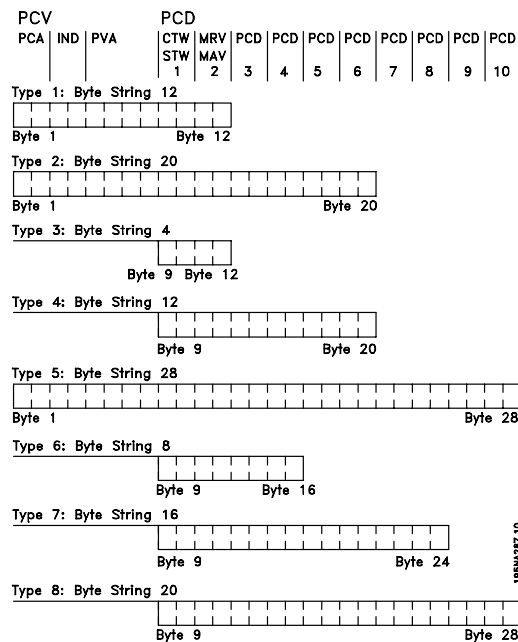 PCV PCD
PCA IND PVA CTW MRV PCD PCD PCD PCD PCD PCD PCD PCD
STW MAV
1 2 3 4 5 6 7 8 9 10
Type 1: Byte String 12
Byte 1 Byte 12
Type 2: Byte String 20
Byte 1 Byte 20
Type 3: Byte String 4
Byte 9 Byte 12
Type 4: Byte String 12
Byte 9 Byte 20
Type 5: Byte String 28
Byte 1 Byte 28
Type 6: Byte String 8
Byte 9 Byte 16
Type 7: Byte String 16
Byte 9 Byte 24
195NA287.10
Type 8: Byte String 20
Byte 9 Byte 28